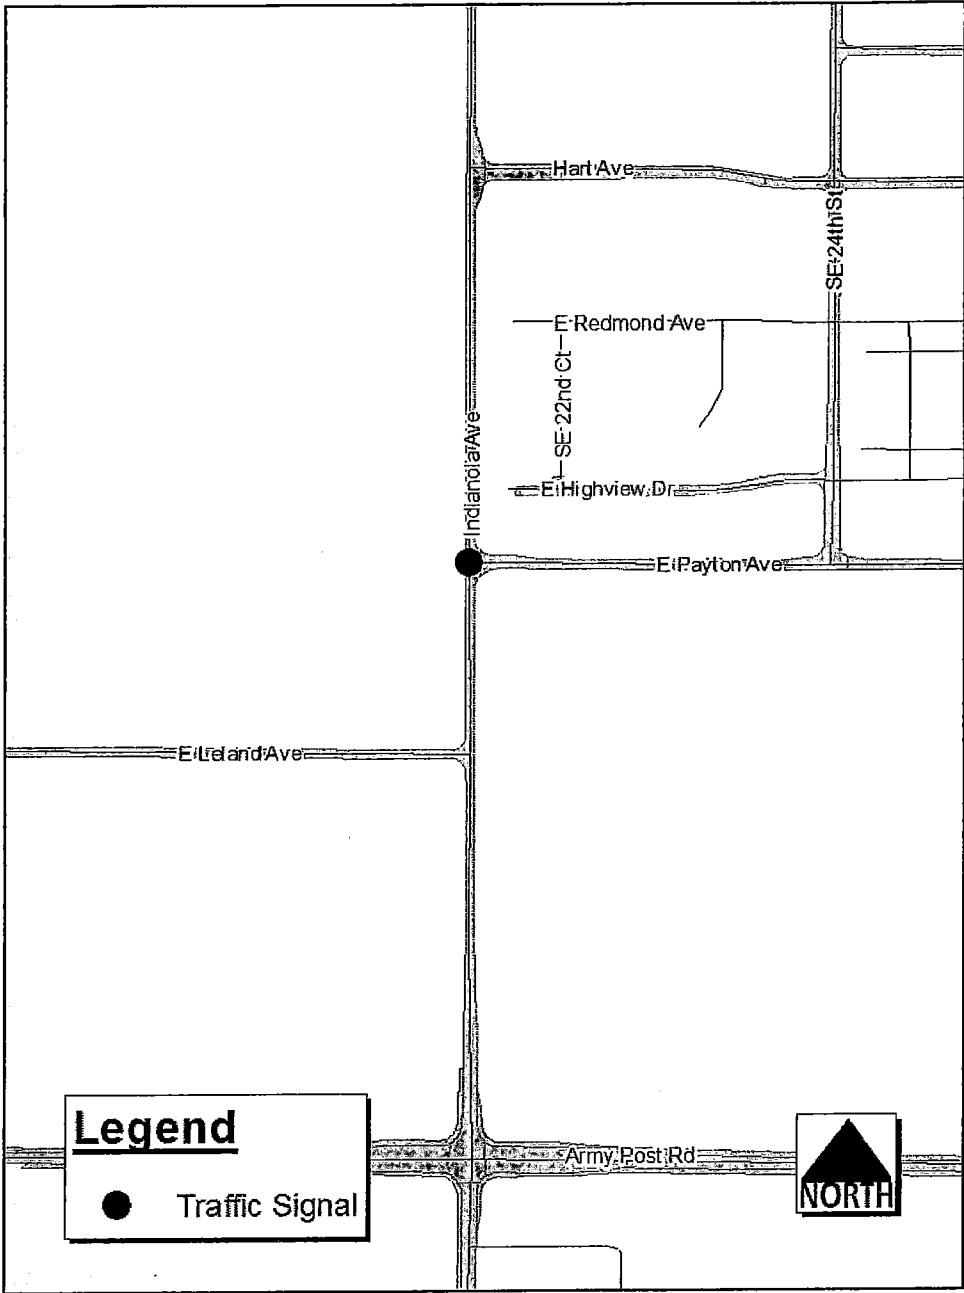 Hart Ave
SE 24th St
E Redmond Ave
SE 22nd Ct
Indianola Ave
E Highview Dr
E Payton Ave
E Leland Ave
Army Post Rd
Legend
Traffic Signal
NORTH